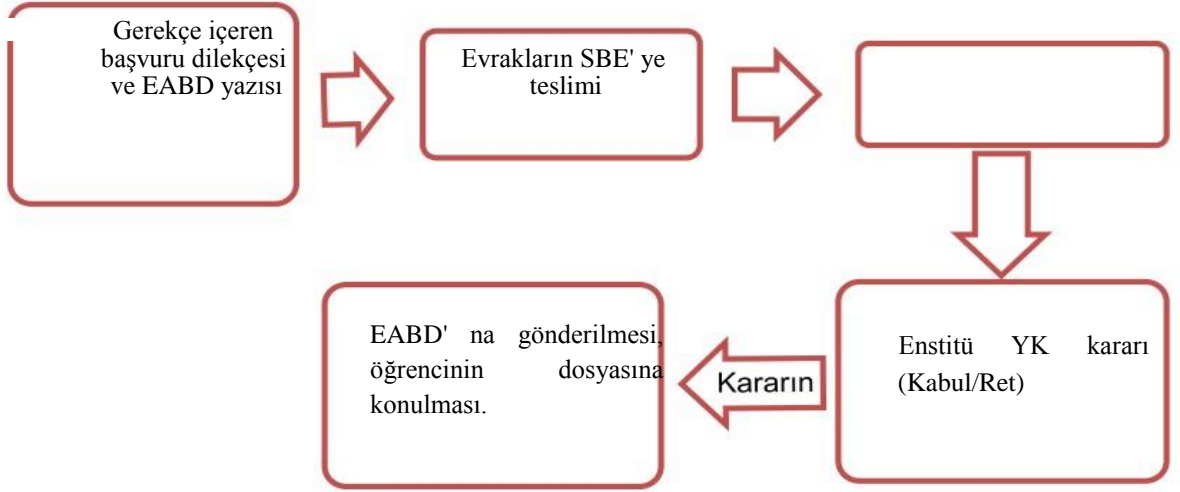 Gerekçe içeren
başvuru dilekçesi
ve EABD yazısı
Evrakların SBE' ye
teslimi
Enstitü YK kararı
(Kabul/Ret)
Kararın
EABD' na gönderilmesi,
öğrencinin dosyasına
konulması.